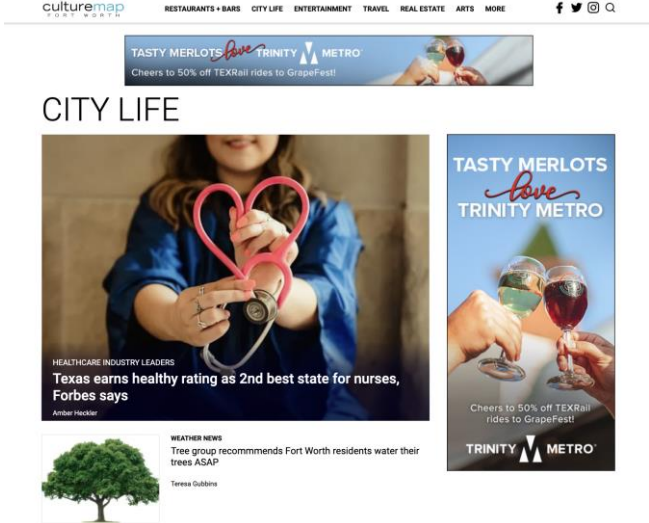 culturemap
FORT WORTH
RESTAURANTS + BARS CITY LIFE ENTERTAINMENT TRAVEL REAL ESTATE ARTS MORE
TASTY MERLOTS love TRINITY METRO
Cheers to 50% off TEXRail rides to GrapeFest!
CITY LIFE
HEALTHCARE INDUSTRY LEADERS
Texas earns healthy rating as 2nd best state for nurses,
Forbes says
Amber Heckler
TASTY MERLOTS
love
TRINITY METRO
Cheers to 50% off TEXRail
rides to GrapeFest!
TRINITY METRO
WEATHER NEWS
Tree group recommmends Fort Worth residents water their
trees ASAP
Teresa Gubbins